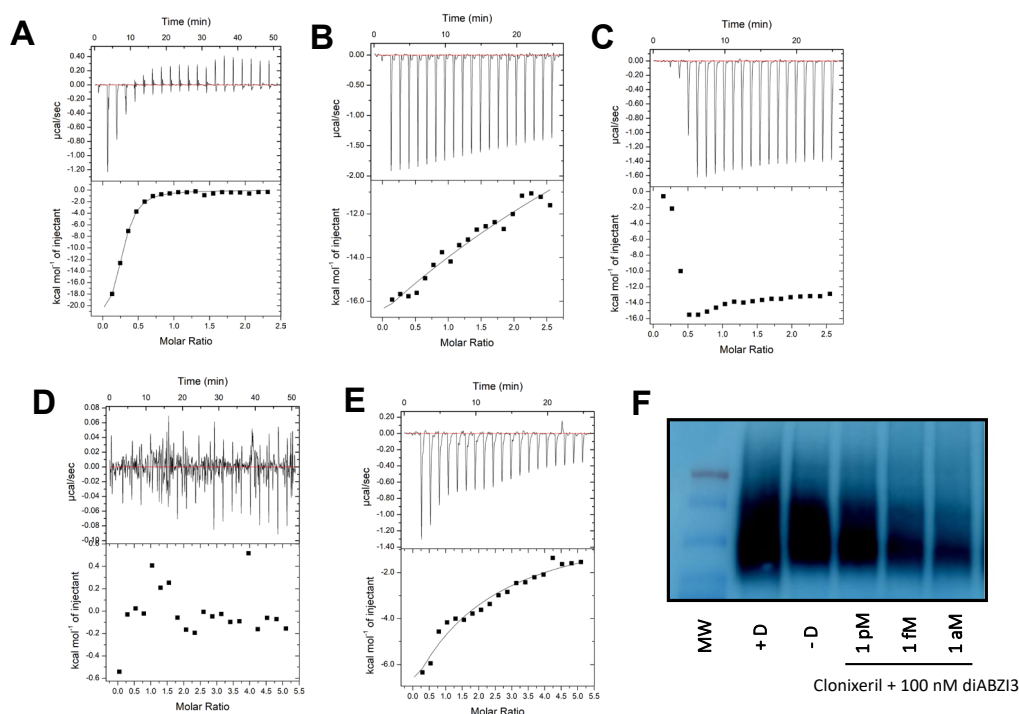 A
Time (min)
0 10 20 30 40 50
0.40
0.20
0.00
-0.20
-0.40
-0.60
-0.80
-1.00
-1.20
µcal/sec
0.0
-2.0
-4.0
-6.0
-8.0
-10.0
-12.0
-14.0
-16.0
-18.0
-20.0
kcal mol⁻¹ of injectant
0.0 0.5 1.0 1.5 2.0 2.5
Molar Ratio
B
Time (min)
0 10 20
0.00
-0.50
-1.00
-1.50
-2.00
µcal/sec
-12.0
-14.0
-16.0
kcal mol⁻¹ of injectant
0.0 0.5 1.0 1.5 2.0 2.5
Molar Ratio
C
Time (min)
0 10 20
0.00
-0.20
-0.40
-0.60
-0.80
-1.00
-1.20
-1.40
-1.60
µcal/sec
0.0
-2.0
-4.0
-6.0
-8.0
-10.0
-12.0
-14.0
-16.0
kcal mol⁻¹ of injectant
0.0 0.5 1.0 1.5 2.0 2.5
Molar Ratio
D
Time (min)
0 10 20 30 40 50
0.08
0.06
0.04
0.02
0.00
-0.02
-0.04
-0.06
-0.08
-0.10
µcal/sec
0.6
0.4
0.2
0.0
-0.2
-0.4
-0.6
kcal mol⁻¹ of injectant
0.0 0.5 1.0 1.5 2.0 2.5 3.0 3.5 4.0 4.5 5.0 5.5
Molar Ratio
E
Time (min)
0 10 20
0.20
0.00
-0.20
-0.40
-0.60
-0.80
-1.00
-1.20
-1.40
µcal/sec
-2.0
-4.0
-6.0
kcal mol⁻¹ of injectant
0.0 0.5 1.0 1.5 2.0 2.5 3.0 3.5 4.0 4.5 5.0 5.5
Molar Ratio
F
MW
+ D
- D
1 pM
1 fM
1 aM
Clonixeril + 100 nM diABZI3